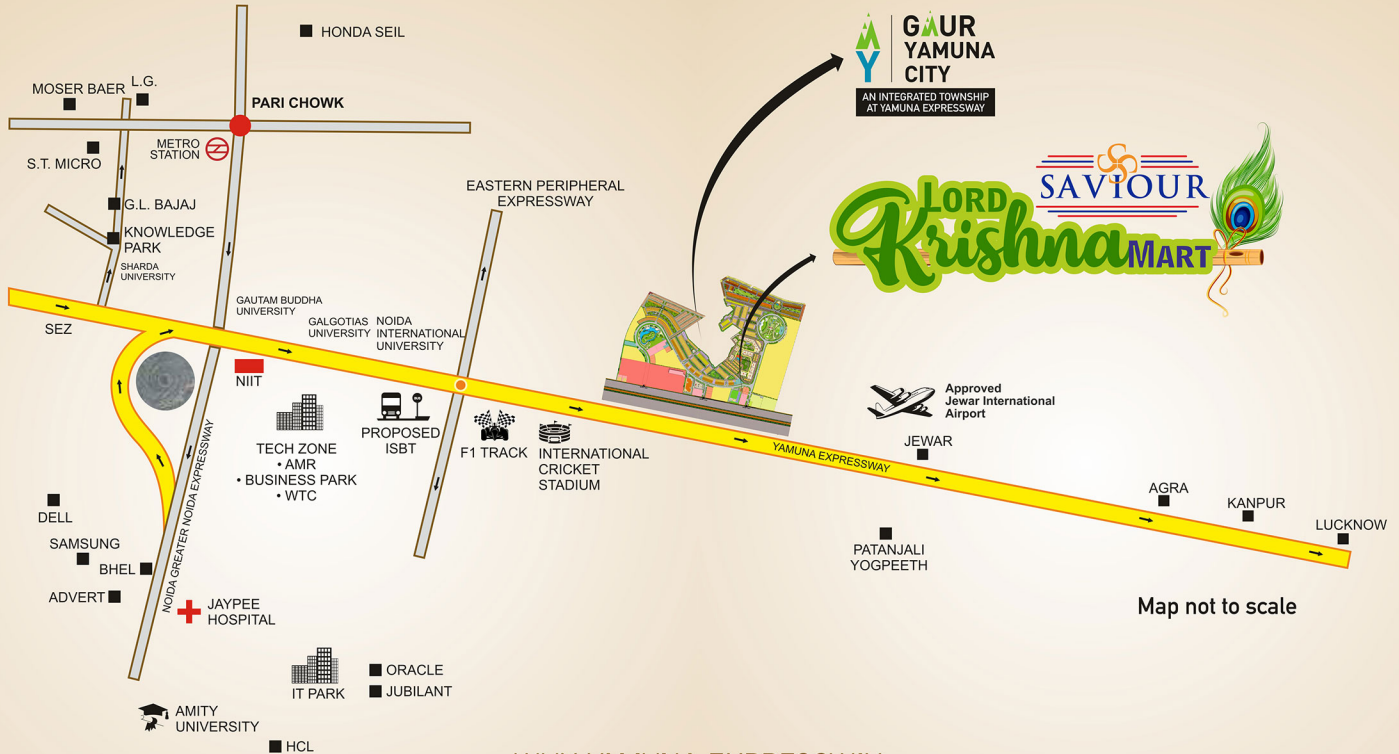 HONDA SEIL
MOSER BAER
L.G.
PARI CHOWK
METRO
STATION
S.T. MICRO
G.L. BAJAJ
KNOWLEDGE
PARK
SHARDA
UNIVERSITY
EASTERN PERIPHERAL
EXPRESSWAY
GAUR
YAMUNA
CITY
AN INTEGRATED TOWNSHIP
AT YAMUNA EXPRESSWAY
SAVIOUR
LORD
Krishna MART
SEZ
GAUTAM BUDDHA
UNIVERSITY
GALGOTIAS
UNIVERSITY
NOIDA
INTERNATIONAL
UNIVERSITY
NIIT
TECH ZONE
• AMR
• BUSINESS PARK
• WTC
PROPOSED
ISBT
F1 TRACK
INTERNATIONAL
CRICKET
STADIUM
Approved
Jewar International
Airport
JEWAR
YAMUNA EXPRESSWAY
AGRA
KANPUR
LUCKNOW
PATANJALI
YOGPEETH
NOIDA GREATER NOIDA EXPRESSWAY
DELL
SAMSUNG
BHEL
ADVERT
JAYPEE
HOSPITAL
Map not to scale
IT PARK
ORACLE
JUBILANT
AMITY
UNIVERSITY
HCL